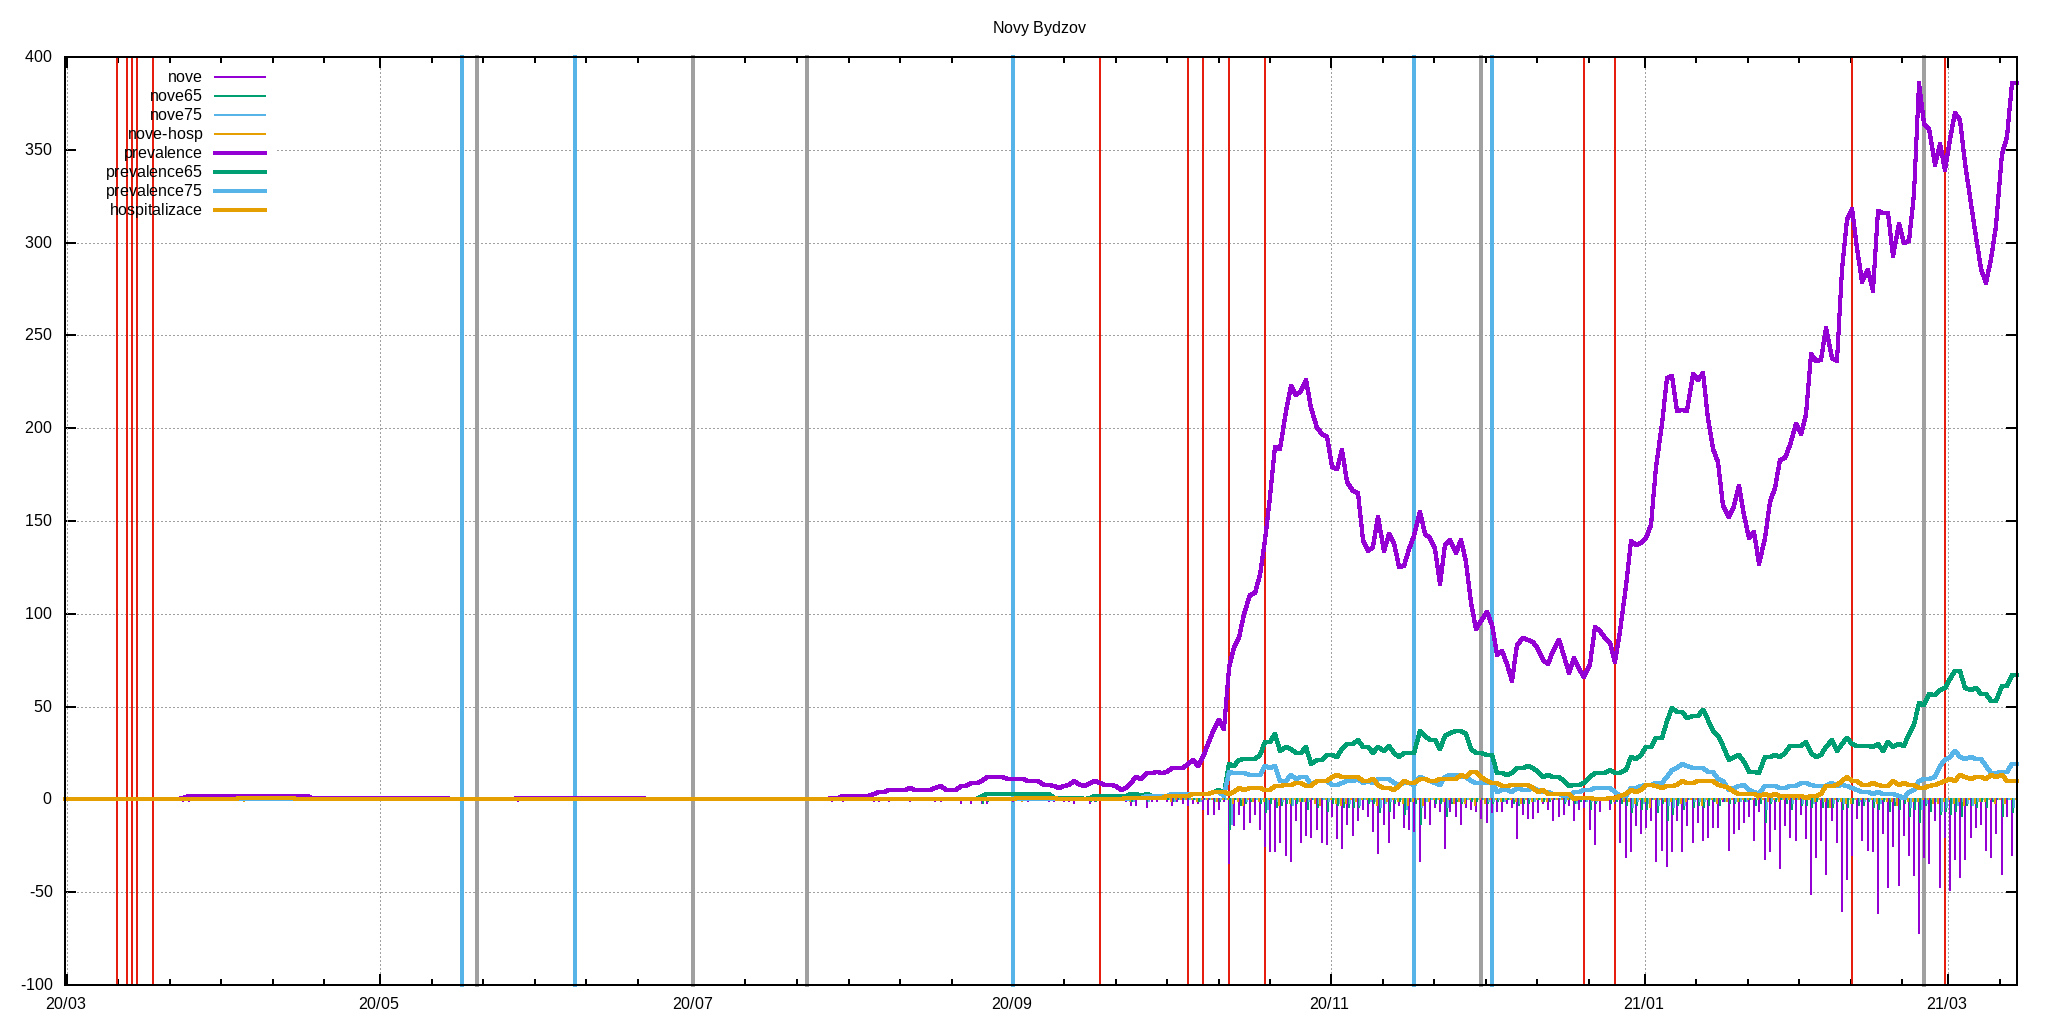 Novy Bydzov
400
350
300
250
200
150
100
50
0
-50
-100
nove
nove65
nove75
nove-hosp
prevalence
prevalence65
prevalence75
hospitalizace
20/03
20/05
20/07
20/09
20/11
21/01
21/03